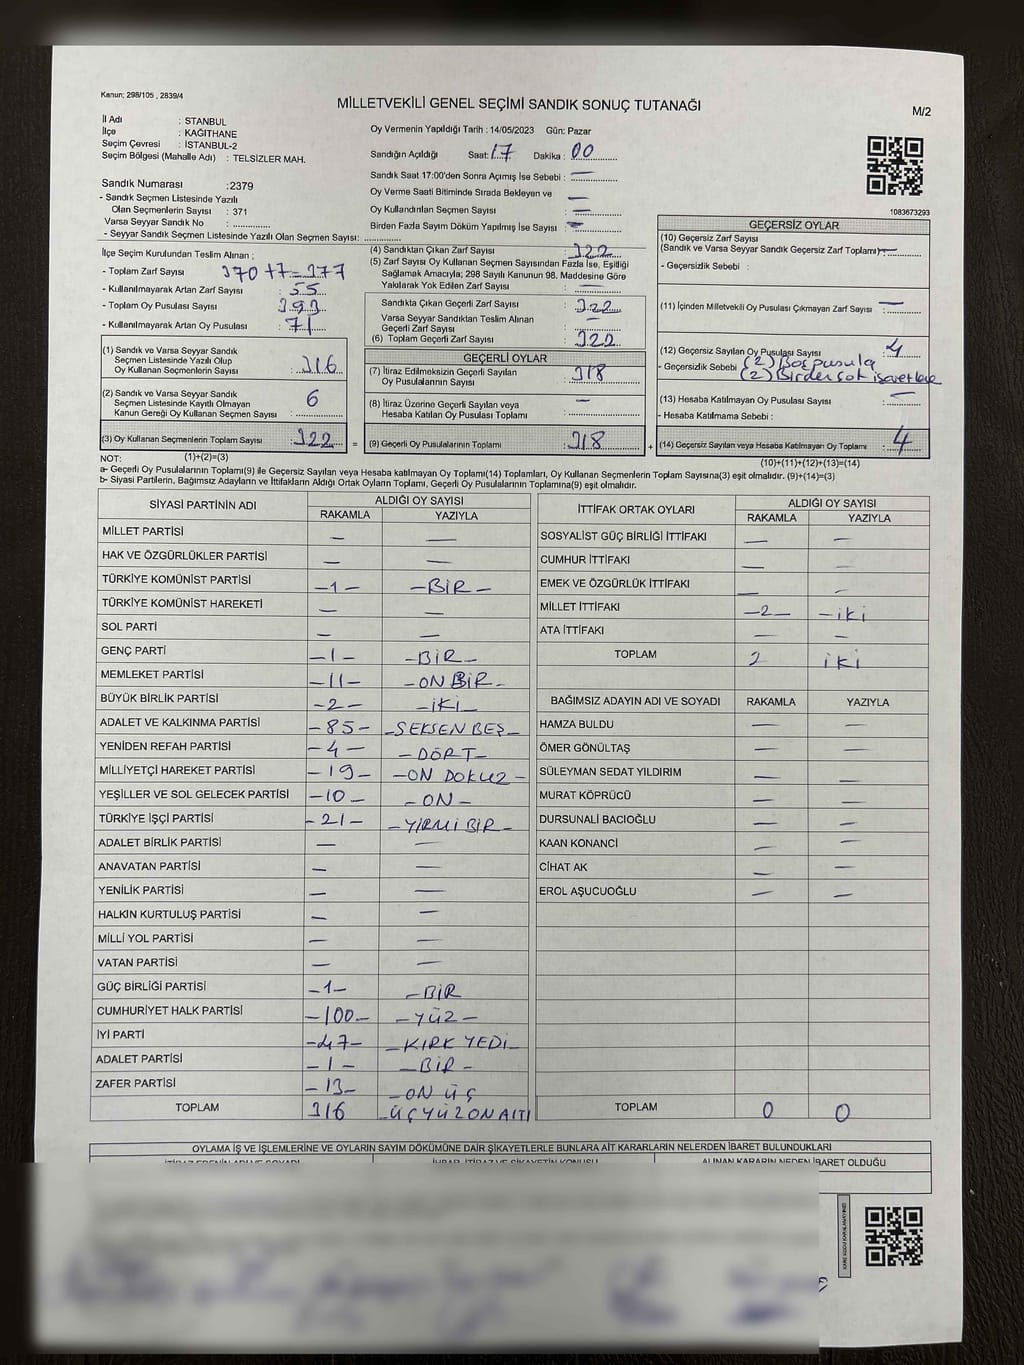 Kanun: 298/105 , 2839/4
MİLLETVEKİLİ GENEL SEÇİMİ SANDIK SONUÇ TUTANAĞI
M/2
İl Adı : İSTANBUL
İlçe : KAĞITHANE
Seçim Çevresi : İSTANBUL-2
Seçim Bölgesi (Mahalle Adı) : TELSİZLER MAH.
Sandık Numarası :2379
- Sandık Seçmen Listesinde Yazılı
Olan Seçmenlerin Sayısı : 371
Varsa Seyyar Sandık No :
- Seyyar Sandık Seçmen Listesinde Yazılı Olan Seçmen Sayısı:
Oy Vermenin Yapıldığı Tarih : 14/05/2023 Gün: Pazar
Sandığın Açıldığı Saat: 17 Dakika : 00
Sandık Saat 17:00'den Sonra Açılmış İse Sebebi : —
Oy Verme Saati Bitiminde Sırada Bekleyen ve
Oy Kullandırılan Seçmen Sayısı : —
Birden Fazla Sayım Döküm Yapılmış İse Sayısı : —
1083673293
İlçe Seçim Kurulundan Teslim Alınan ;
- Toplam Zarf Sayısı : 370+7=377
- Kullanılmayarak Artan Zarf Sayısı : 55
- Toplam Oy Pusulası Sayısı : 393
- Kullanılmayarak Artan Oy Pusulası : 71
(1) Sandık ve Varsa Seyyar Sandık
Seçmen Listesinde Yazılı Olup
Oy Kullanan Seçmenlerin Sayısı : 316
(2) Sandık ve Varsa Seyyar Sandık
Seçmen Listesinde Kayıtlı Olmayan
Kanun Gereği Oy Kullanan Seçmen Sayısı : 6
(3) Oy Kullanan Seçmenlerin Toplam Sayısı : 322
(4) Sandıktan Çıkan Zarf Sayısı : 322
(5) Zarf Sayısı Oy Kullanan Seçmen Sayısından Fazla İse, Eşitliği
Sağlamak Amacıyla; 298 Sayılı Kanunun 98. Maddesine Göre
Yakılarak Yok Edilen Zarf Sayısı : —
Sandıkta Çıkan Geçerli Zarf Sayısı : 322
Varsa Seyyar Sandıktan Teslim Alınan
Geçerli Zarf Sayısı : —
(6) Toplam Geçerli Zarf Sayısı : 322
GEÇERLİ OYLAR
(7) İtiraz Edilmeksizin Geçerli Sayılan
Oy Pusulalarının Sayısı : 318
(8) İtiraz Üzerine Geçerli Sayılan veya
Hesaba Katılan Oy Pusulası Toplamı : —
= (9) Geçerli Oy Pusulalarının Toplamı : 318
GEÇERSİZ OYLAR
(10) Geçersiz Zarf Sayısı
(Sandık ve Varsa Seyyar Sandık Geçersiz Zarf Toplamı) : —
- Geçersizlik Sebebi :
(11) İçinden Milletvekili Oy Pusulası Çıkmayan Zarf Sayısı : —
(12) Geçersiz Sayılan Oy Pusulası Sayısı : 4
- Geçersizlik Sebebi : (2) Boş pusula
(2) Birden çok işaretleme
(13) Hesaba Katılmayan Oy Pusulası Sayısı : —
- Hesaba Katılmama Sebebi :
+ (14) Geçersiz Sayılan veya Hesaba Katılmayan Oy Toplamı : 4
NOT: (1)+(2)=(3)
(10)+(11)+(12)+(13)=(14)
a- Geçerli Oy Pusulalarının Toplamı(9) ile Geçersiz Sayılan veya Hesaba katılmayan Oy Toplamı(14) Toplamları, Oy Kullanan Seçmenlerin Toplam Sayısına(3) eşit olmalıdır. (9)+(14)=(3)
b- Siyasi Partilerin, Bağımsız Adayların ve İttifakların Aldığı Ortak Oyların Toplamı, Geçerli Oy Pusulalarının Toplamına(9) eşit olmalıdır.
SİYASİ PARTİNİN ADI ALDIĞI OY SAYISI
RAKAMLA YAZIYLA
MİLLET PARTİSİ — —
HAK VE ÖZGÜRLÜKLER PARTİSİ — —
TÜRKİYE KOMÜNİST PARTİSİ -1- -BİR-
TÜRKİYE KOMÜNİST HAREKETİ — —
SOL PARTİ — —
GENÇ PARTİ -1- -BİR-
MEMLEKET PARTİSİ -11- -ON BİR-
BÜYÜK BİRLİK PARTİSİ -2- -İKİ-
ADALET VE KALKINMA PARTİSİ -85- -SEKSEN BEŞ-
YENİDEN REFAH PARTİSİ -4- -DÖRT-
MİLLİYETÇİ HAREKET PARTİSİ -19- -ON DOKUZ-
YEŞİLLER VE SOL GELECEK PARTİSİ -10- -ON-
TÜRKİYE İŞÇİ PARTİSİ -21- -YİRMİ BİR-
ADALET BİRLİK PARTİSİ — —
ANAVATAN PARTİSİ — —
YENİLİK PARTİSİ — —
HALKIN KURTULUŞ PARTİSİ — —
MİLLİ YOL PARTİSİ — —
VATAN PARTİSİ — —
GÜÇ BİRLİĞİ PARTİSİ -1- -BİR
CUMHURİYET HALK PARTİSİ -100- -YÜZ-
İYİ PARTİ -47- -KIRK YEDİ-
ADALET PARTİSİ -1- -BİR-
ZAFER PARTİSİ -13- -ON ÜÇ
TOPLAM 316 -ÜÇYÜZONALTI
İTTİFAK ORTAK OYLARI ALDIĞI OY SAYISI
RAKAMLA YAZIYLA
SOSYALİST GÜÇ BİRLİĞİ İTTİFAKI — —
CUMHUR İTTİFAKI — —
EMEK VE ÖZGÜRLÜK İTTİFAKI — —
MİLLET İTTİFAKI -2- -iki
ATA İTTİFAKI — —
TOPLAM 2 iki
BAĞIMSIZ ADAYIN ADI VE SOYADI RAKAMLA YAZIYLA
HAMZA BULDU — —
ÖMER GÖNÜLTAŞ — —
SÜLEYMAN SEDAT YILDIRIM — —
MURAT KÖPRÜCÜ — —
DURSUNALİ BACIOĞLU — —
KAAN KONANCİ — —
CİHAT AK — —
EROL AŞUCUOĞLU — —
TOPLAM 0 0
OYLAMA İŞ VE İŞLEMLERİNE VE OYLARIN SAYIM DÖKÜMÜNE DAİR ŞİKAYETLERLE BUNLARA AİT KARARLARIN NELERDEN İBARET BULUNDUKLARI
ALINAN KARARIN NEDEN İBARET OLDUĞU